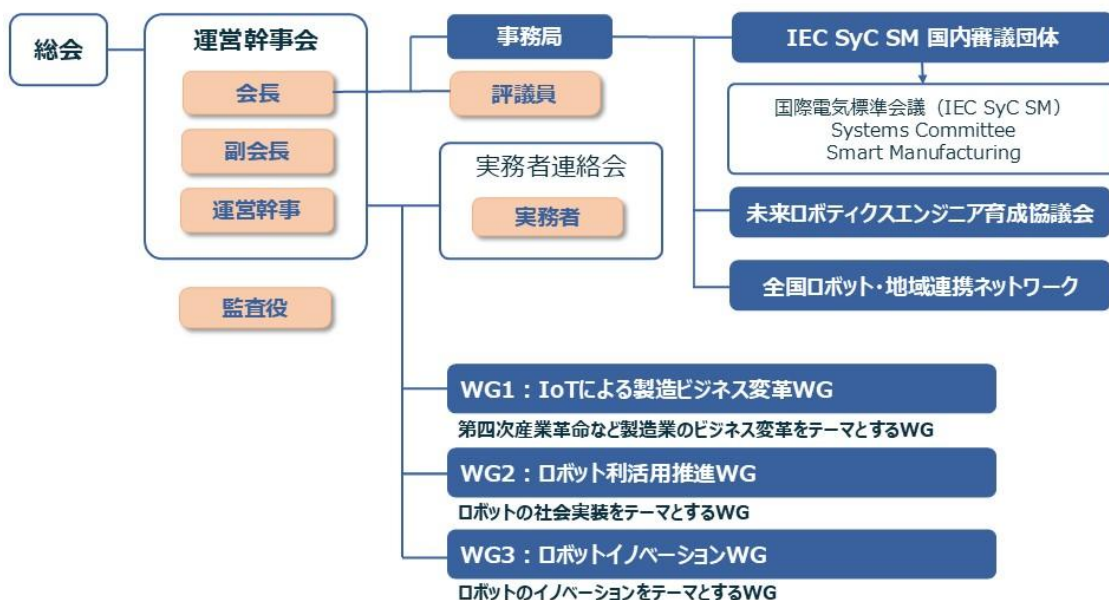 総会
運営幹事会
会長
副会長
運営幹事
監査役
事務局
評議員
実務者連絡会
実務者
IEC SyC SM 国内審議団体
国際電気標準会議（IEC SyC SM）
Systems Committee
Smart Manufacturing
未来ロボティクスエンジニア育成協議会
全国ロボット・地域連携ネットワーク
WG1：IoTによる製造ビジネス変革WG
第四次産業革命など製造業のビジネス変革をテーマとするWG
WG2：ロボット利活用推進WG
ロボットの社会実装をテーマとするWG
WG3：ロボットイノベーションWG
ロボットのイノベーションをテーマとするWG